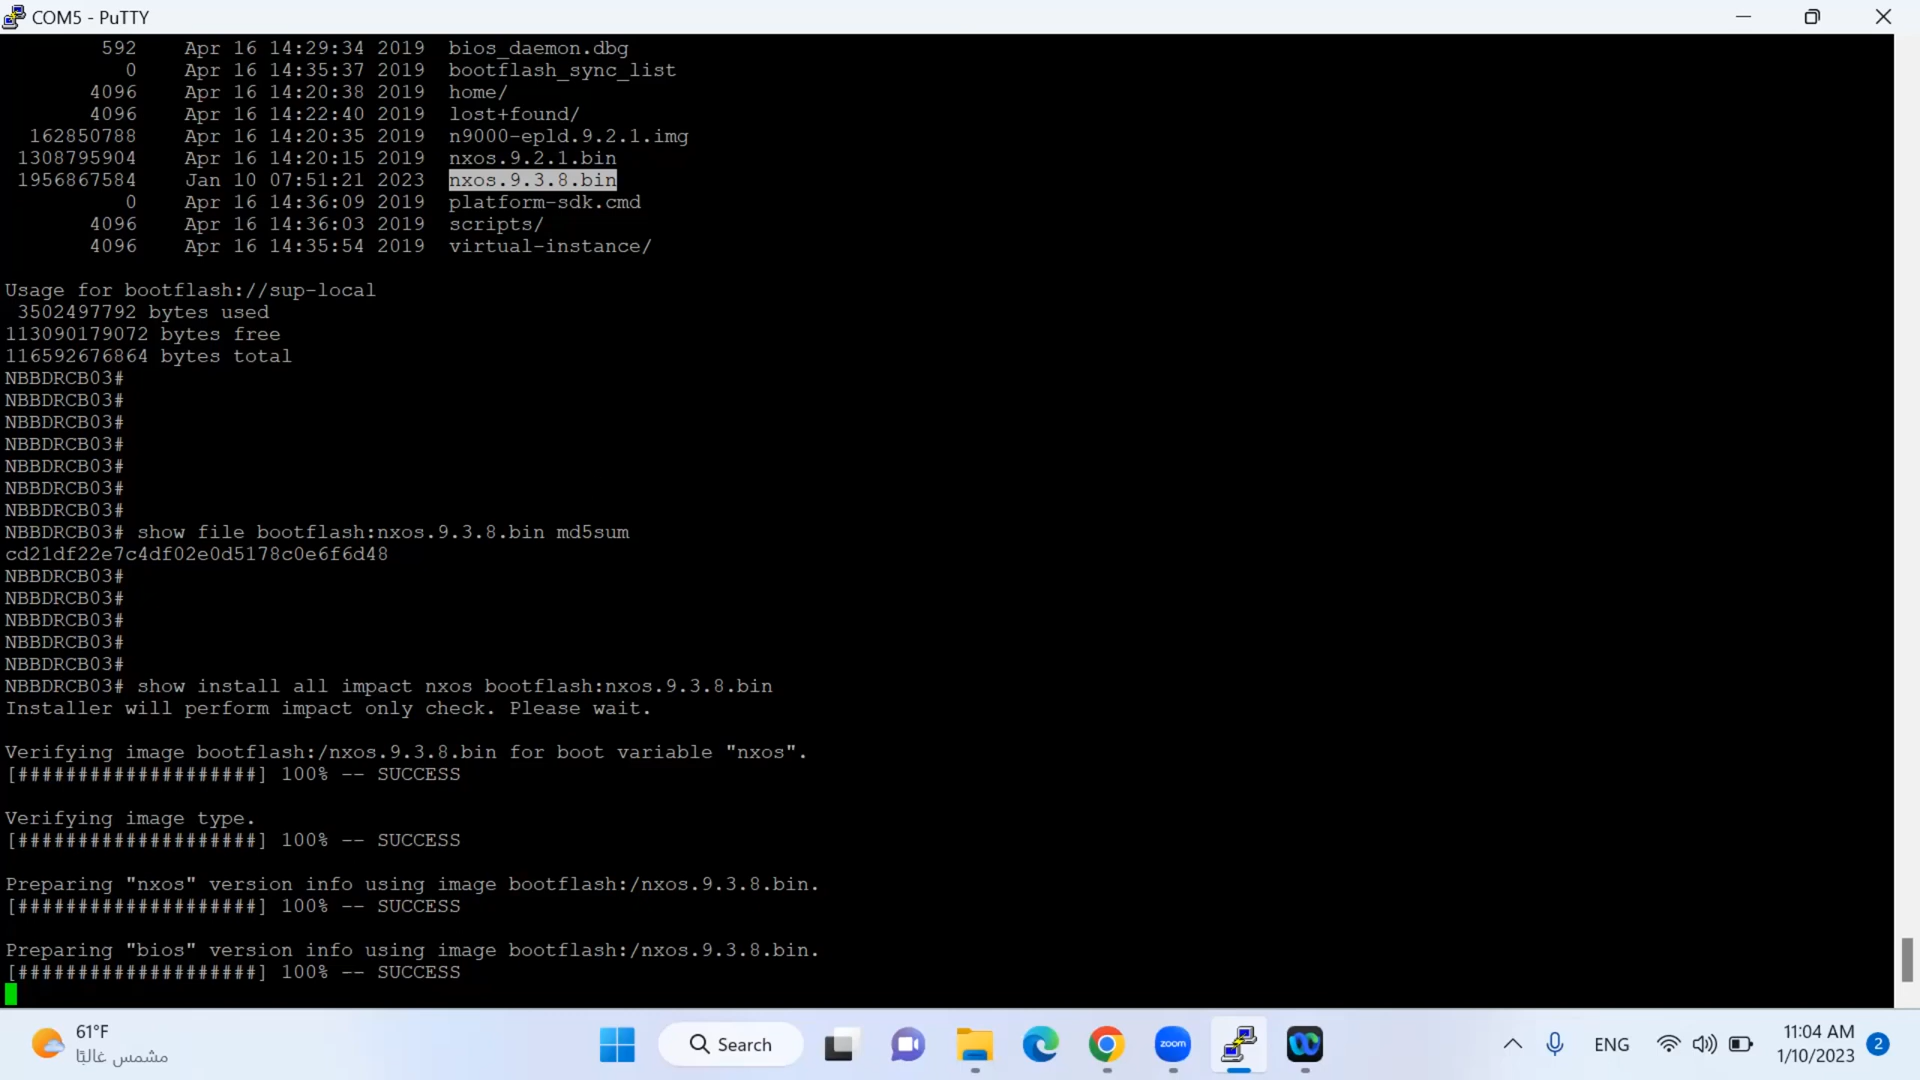 COM5 - PuTTY
592 Apr 16 14:29:34 2019 bios_daemon.dbg
0 Apr 16 14:35:37 2019 bootflash_sync_list
4096 Apr 16 14:20:38 2019 home/
4096 Apr 16 14:22:40 2019 lost+found/
162850788 Apr 16 14:20:35 2019 n9000-epld.9.2.1.img
1308795904 Apr 16 14:20:15 2019 nxos.9.2.1.bin
1956867584 Jan 10 07:51:21 2023 nxos.9.3.8.bin
0 Apr 16 14:36:09 2019 platform-sdk.cmd
4096 Apr 16 14:36:03 2019 scripts/
4096 Apr 16 14:35:54 2019 virtual-instance/
Usage for bootflash://sup-local
3502497792 bytes used
113090179072 bytes free
116592676864 bytes total
NBBDRCB03#
NBBDRCB03#
NBBDRCB03#
NBBDRCB03#
NBBDRCB03#
NBBDRCB03#
NBBDRCB03#
NBBDRCB03# show file bootflash:nxos.9.3.8.bin md5sum
cd21df22e7c4df02e0d5178c0e6f6d48
NBBDRCB03#
NBBDRCB03#
NBBDRCB03#
NBBDRCB03#
NBBDRCB03#
NBBDRCB03# show install all impact nxos bootflash:nxos.9.3.8.bin
Installer will perform impact only check. Please wait.
Verifying image bootflash:/nxos.9.3.8.bin for boot variable "nxos".
[####################] 100% -- SUCCESS
Verifying image type.
[####################] 100% -- SUCCESS
Preparing "nxos" version info using image bootflash:/nxos.9.3.8.bin.
[####################] 100% -- SUCCESS
Preparing "bios" version info using image bootflash:/nxos.9.3.8.bin.
[####################] 100% -- SUCCESS
61°F
مشمس غالبًا
Search
zoom
ENG
11:04 AM
1/10/2023
2